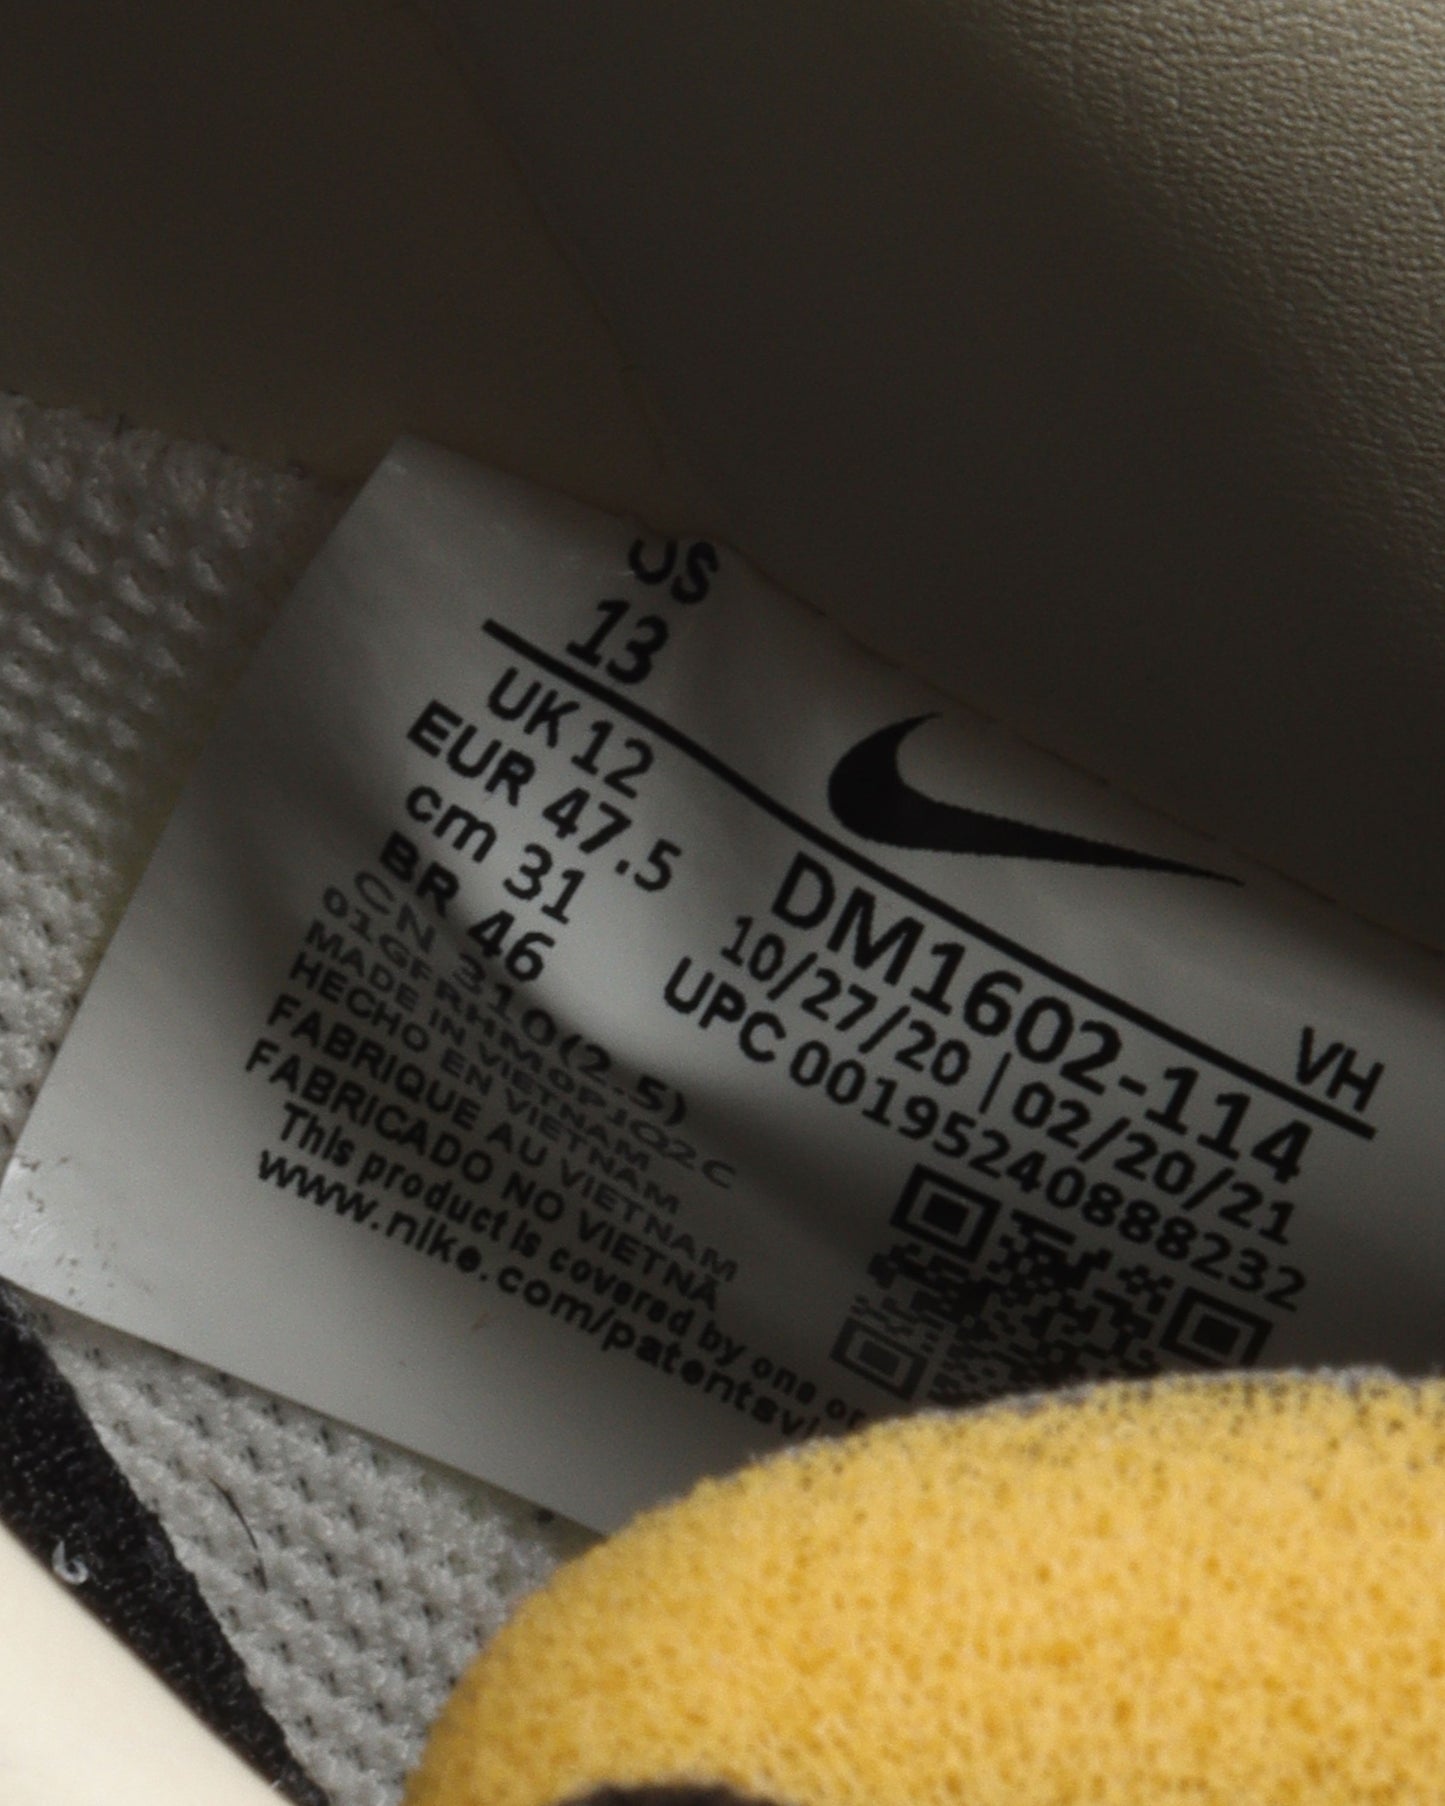 US
13
UK 12
EUR 47.5
cm 31
BR 46
CN 310(2.5)
01GFRHM0P1Q2C
MADE IN VIETNAM
HECHO EN VIETNAM
FABRIQUE AU VIETNAM
FABRICADO NO VIETNÃ
This product is covered by one or
www.nike.com/patents
VH
DM1602-114
10/27/20 | 02/20/21
UPC 00195240888232